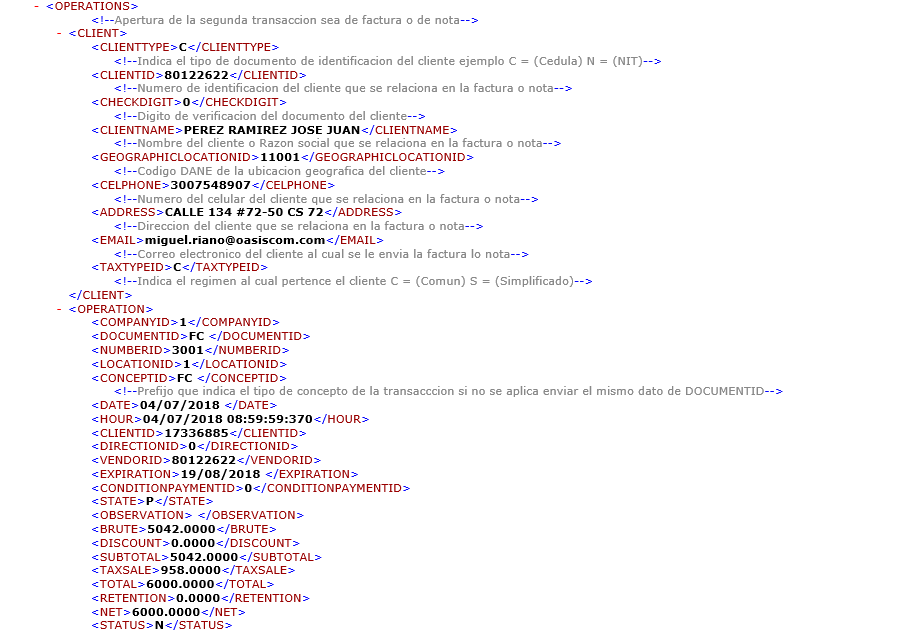 - <OPERATIONS>
<!--Apertura de la segunda transaccion sea de factura o de nota-->
- <CLIENT>
<CLIENTTYPE>C</CLIENTTYPE>
<!--Indica el tipo de documento de identificacion del cliente ejemplo C = (Cedula) N = (NIT)-->
<CLIENTID>80122622</CLIENTID>
<!--Numero de identificacion del cliente que se relaciona en la factura o nota-->
<CHECKDIGIT>0</CHECKDIGIT>
<!--Digito de verificacion del documento del cliente-->
<CLIENTNAME>PEREZ RAMIREZ JOSE JUAN</CLIENTNAME>
<!--Nombre del cliente o Razon social que se relaciona en la factura o nota-->
<GEOGRAPHICLOCATIONID>11001</GEOGRAPHICLOCATIONID>
<!--Codigo DANE de la ubicacion geografica del cliente-->
<CELPHONE>3007548907</CELPHONE>
<!--Numero del celular del cliente que se relaciona en la factura o nota-->
<ADDRESS>CALLE 134 #72-50 CS 72</ADDRESS>
<!--Direccion del cliente que se relaciona en la factura o nota-->
<EMAIL>miguel.riano@oasiscom.com</EMAIL>
<!--Correo electronico del cliente al cual se le envia la factura lo nota-->
<TAXTYPEID>C</TAXTYPEID>
<!--Indica el regimen al cual pertence el cliente C = (Comun) S = (Simplificado)-->
</CLIENT>
- <OPERATION>
<COMPANYID>1</COMPANYID>
<DOCUMENTID>FC </DOCUMENTID>
<NUMBERID>3001</NUMBERID>
<LOCATIONID>1</LOCATIONID>
<CONCEPTID>FC </CONCEPTID>
<!--Prefijo que indica el tipo de concepto de la transacccion si no se aplica enviar el mismo dato de DOCUMENTID-->
<DATE>04/07/2018 </DATE>
<HOUR>04/07/2018 08:59:59:370</HOUR>
<CLIENTID>17336885</CLIENTID>
<DIRECTIONID>0</DIRECTIONID>
<VENDORID>80122622</VENDORID>
<EXPIRATION>19/08/2018 </EXPIRATION>
<CONDITIONPAYMENTID>0</CONDITIONPAYMENTID>
<STATE>P</STATE>
<OBSERVATION> </OBSERVATION>
<BRUTE>5042.0000</BRUTE>
<DISCOUNT>0.0000</DISCOUNT>
<SUBTOTAL>5042.0000</SUBTOTAL>
<TAXSALE>958.0000</TAXSALE>
<TOTAL>6000.0000</TOTAL>
<RETENTION>0.0000</RETENTION>
<NET>6000.0000</NET>
<STATUS>N</STATUS>